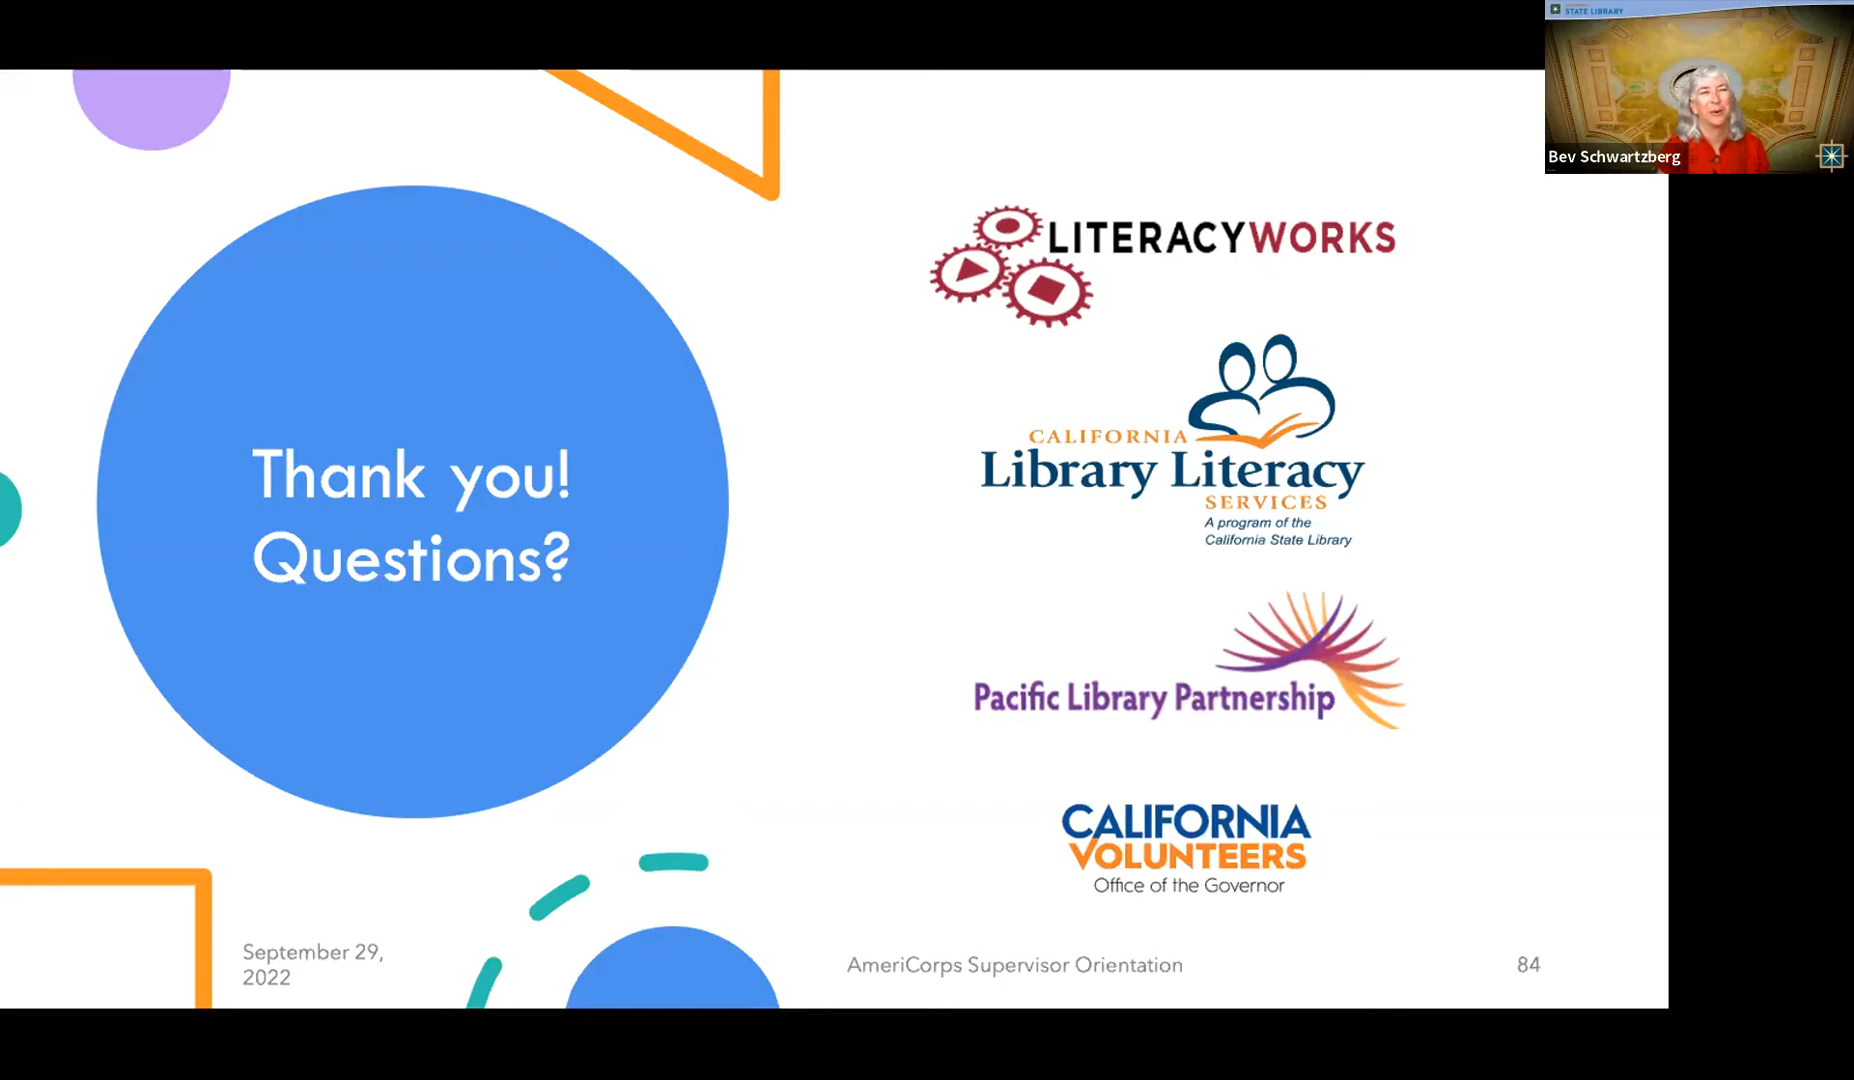 STATE LIBRARY
Bev Schwartzberg
Thank you!
Questions?
LITERACYWORKS
CALIFORNIA
Library Literacy
SERVICES
A program of the
California State Library
Pacific Library Partnership
CALIFORNIA
VOLUNTEERS
Office of the Governor
September 29,
2022
AmeriCorps Supervisor Orientation
84